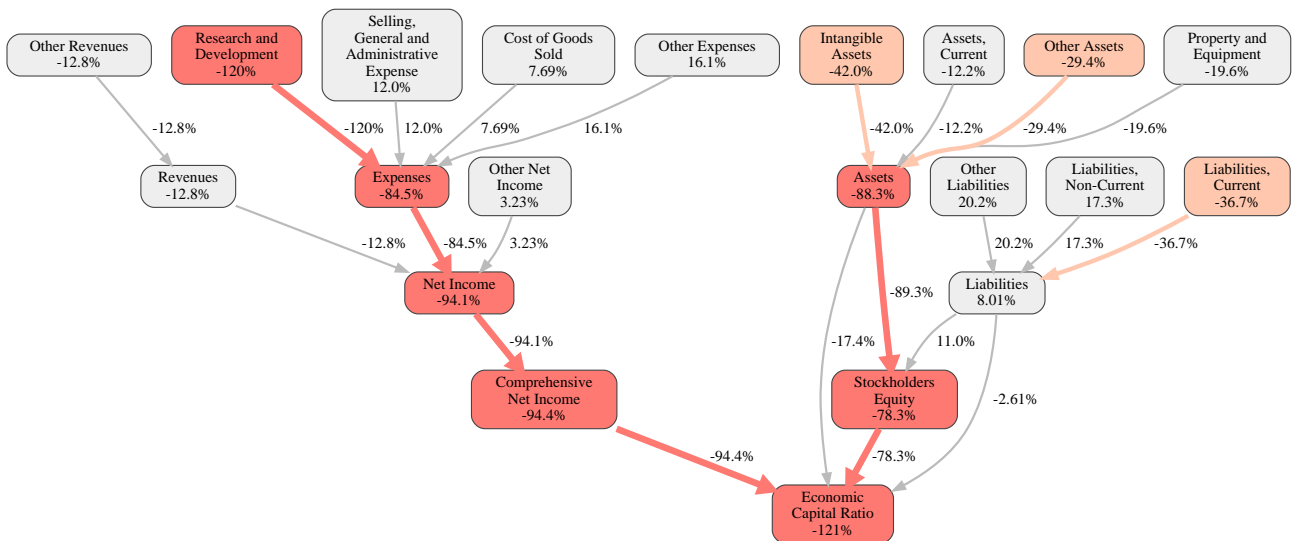 Other Revenues
-12.8%
Research and
Development
-120%
Selling,
General and
Administrative
Expense
12.0%
Cost of Goods
Sold
7.69%
Other Expenses
16.1%
Intangible
Assets
-42.0%
Assets,
Current
-12.2%
Other Assets
-29.4%
Property and
Equipment
-19.6%
-12.8%
-120%
12.0%
7.69%
16.1%
-42.0%
-12.2%
-29.4%
-19.6%
Revenues
-12.8%
Expenses
-84.5%
Other Net
Income
3.23%
Assets
-88.3%
Other
Liabilities
20.2%
Liabilities,
Non-Current
17.3%
Liabilities,
Current
-36.7%
-12.8%
-84.5%
3.23%
20.2%
17.3%
-36.7%
Net Income
-94.1%
-89.3%
Liabilities
8.01%
-94.1%
-17.4%
11.0%
Comprehensive
Net Income
-94.4%
Stockholders
Equity
-78.3%
-2.61%
-94.4%
-78.3%
Economic
Capital Ratio
-121%